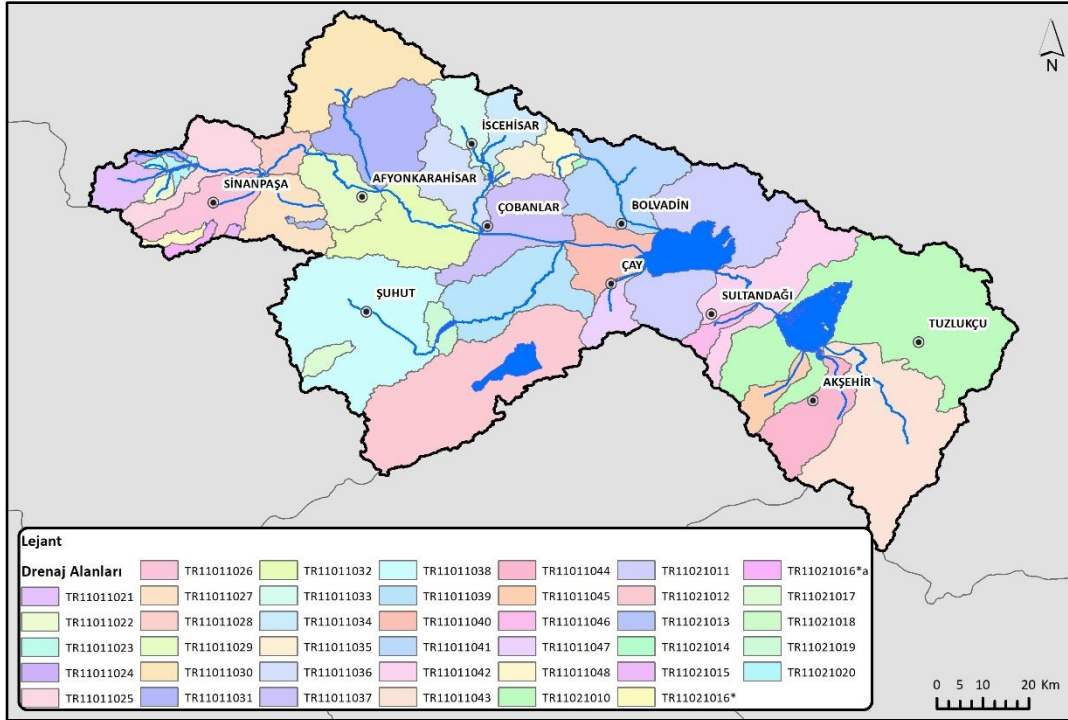 N
İSCEHİSAR
AFYONKARAHİSAR
SİNANPAŞA
ÇOBANLAR
BOLVADİN
ÇAY
ŞUHUT
SULTANDAĞI
TUZLUKÇU
AKŞEHİR
Lejant
Drenaj Alanları
TR11011021
TR11011022
TR11011023
TR11011024
TR11011025
TR11011026
TR11011027
TR11011028
TR11011029
TR11011030
TR11011031
TR11011032
TR11011033
TR11011034
TR11011035
TR11011036
TR11011037
TR11011038
TR11011039
TR11011040
TR11011041
TR11011042
TR11011043
TR11011044
TR11011045
TR11011046
TR11011047
TR11011048
TR11021010
TR11021011
TR11021012
TR11021013
TR11021014
TR11021015
TR11021016*
TR11021016*a
TR11021017
TR11021018
TR11021019
TR11021020
0 5 10 20 Km